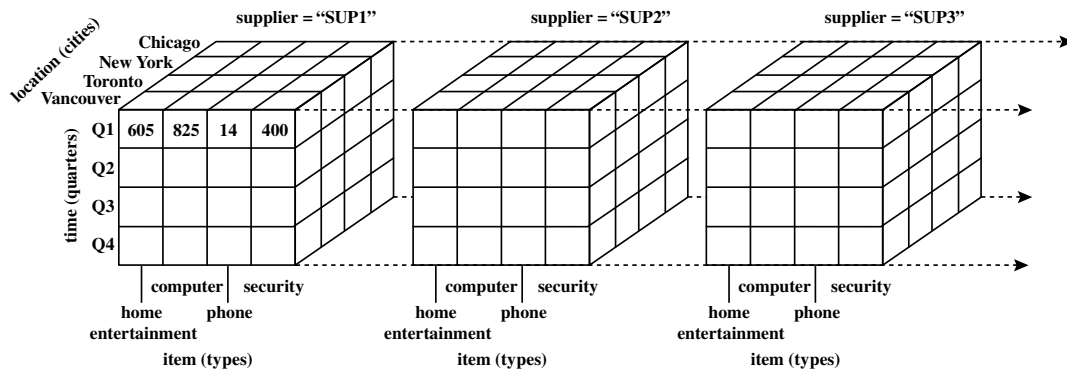 supplier = “SUP1”
supplier = “SUP2”
supplier = “SUP3”
location (cities)
Chicago
New York
Toronto
Vancouver
time (quarters)
Q1 605 825 14 400
Q2
Q3
Q4
computer security
home phone
entertainment
item (types)
computer security
home phone
entertainment
item (types)
computer security
home phone
entertainment
item (types)